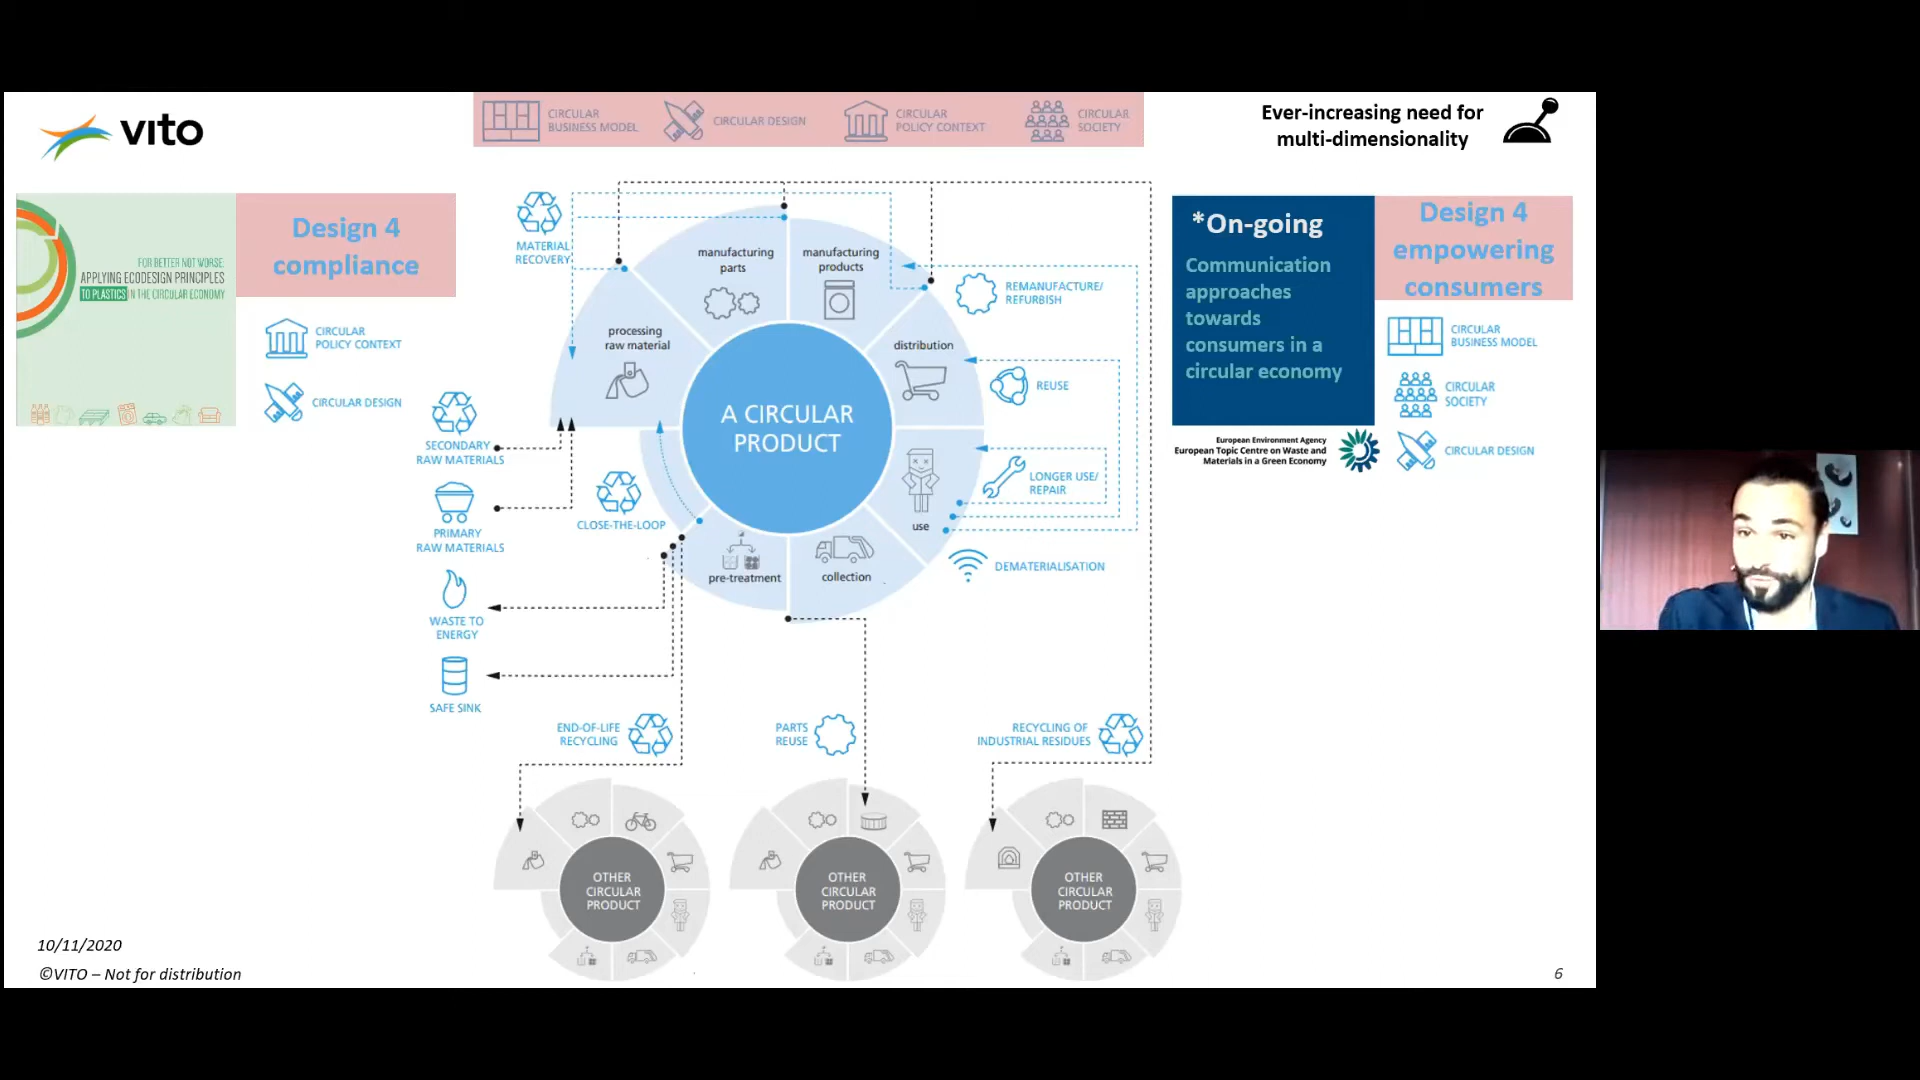 vito
CIRCULAR
BUSINESS MODEL
CIRCULAR DESIGN
CIRCULAR
POLICY CONTEXT
CIRCULAR
SOCIETY
Ever-increasing need for
multi-dimensionality
FOR BETTER NOT WORSE:
APPLYING ECODESIGN PRINCIPLES
TO PLASTICS IN THE CIRCULAR ECONOMY
Design 4
compliance
CIRCULAR
POLICY CONTEXT
CIRCULAR DESIGN
MATERIAL
RECOVERY
manufacturing
parts
manufacturing
products
processing
raw material
distribution
use
collection
pre-treatment
A CIRCULAR
PRODUCT
REMANUFACTURE/
REFURBISH
REUSE
LONGER USE/
REPAIR
DEMATERIALISATION
SECONDARY
RAW MATERIALS
PRIMARY
RAW MATERIALS
CLOSE-THE-LOOP
WASTE TO
ENERGY
SAFE SINK
END-OF-LIFE
RECYCLING
PARTS
REUSE
RECYCLING OF
INDUSTRIAL RESIDUES
OTHER
CIRCULAR
PRODUCT
OTHER
CIRCULAR
PRODUCT
OTHER
CIRCULAR
PRODUCT
*On-going
Communication
approaches
towards
consumers in a
circular economy
European Environment Agency
European Topic Centre on Waste and
Materials in a Green Economy
Design 4
empowering
consumers
CIRCULAR
BUSINESS MODEL
CIRCULAR
SOCIETY
CIRCULAR DESIGN
10/11/2020
©VITO – Not for distribution
6